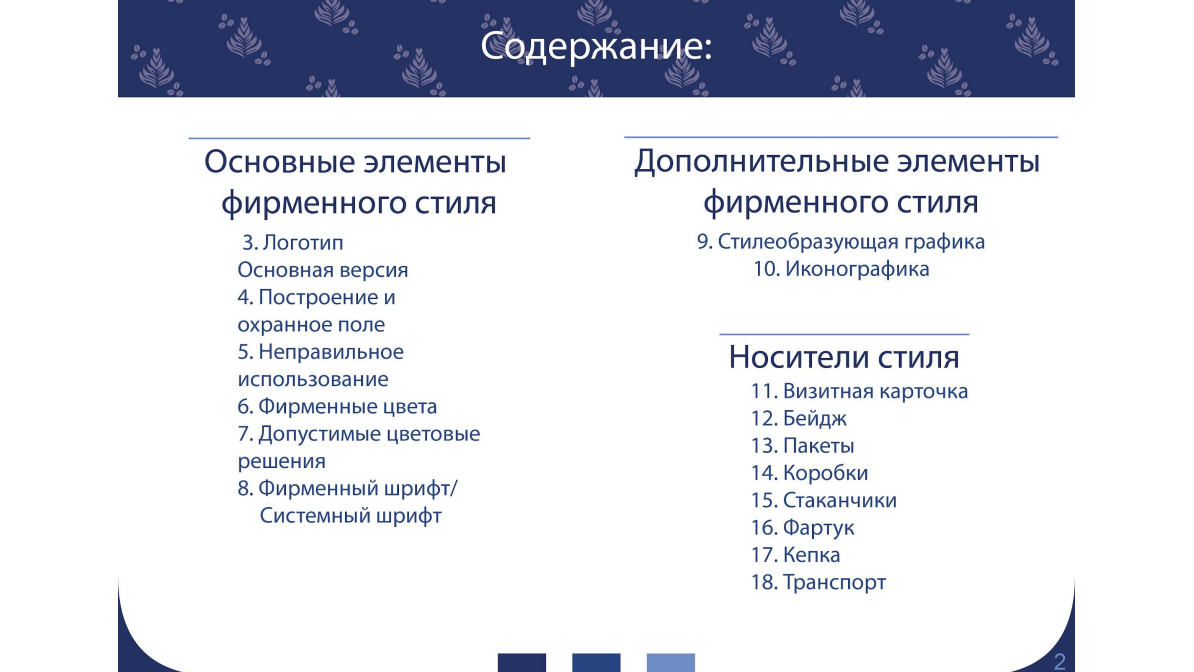 Содержание:
Основные элементы
фирменного стиля
3. Логотип
Основная версия
4. Построение и
охранное поле
5. Неправильное
использование
6. Фирменные цвета
7. Допустимые цветовые
решения
8. Фирменный шрифт/
Системный шрифт
Дополнительные элементы
фирменного стиля
9. Стилеобразующая графика
10. Иконографика
Носители стиля
11. Визитная карточка
12. Бейдж
13. Пакеты
14. Коробки
15. Стаканчики
16. Фартук
17. Кепка
18. Транспорт
2